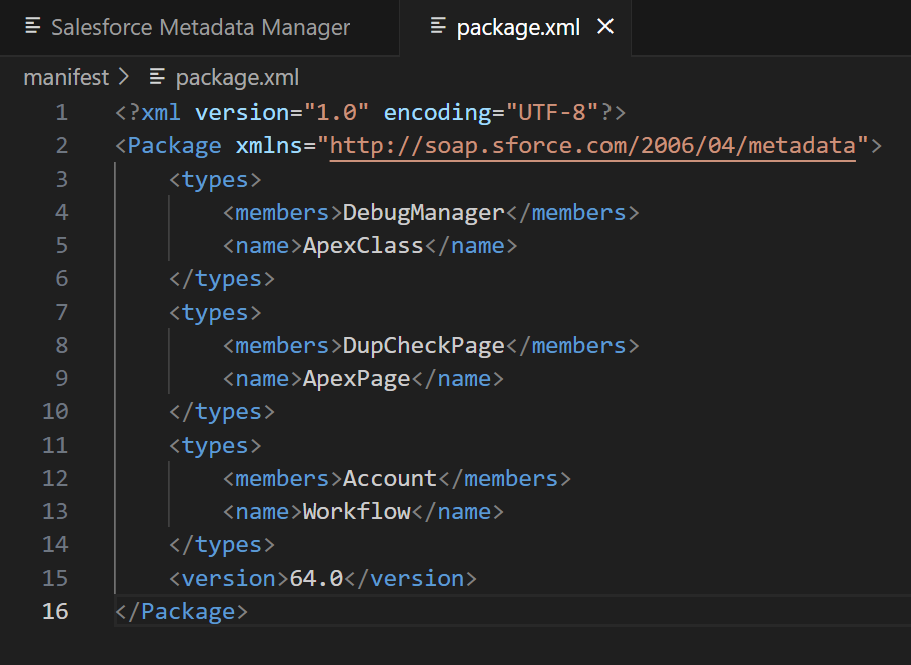 Salesforce Metadata Manager
package.xml
manifest > package.xml
1 <?xml version="1.0" encoding="UTF-8"?>
2 <Package xmlns="http://soap.sforce.com/2006/04/metadata">
3     <types>
4         <members>DebugManager</members>
5         <name>ApexClass</name>
6     </types>
7     <types>
8         <members>DupCheckPage</members>
9         <name>ApexPage</name>
10     </types>
11     <types>
12         <members>Account</members>
13         <name>Workflow</name>
14     </types>
15     <version>64.0</version>
16 </Package>